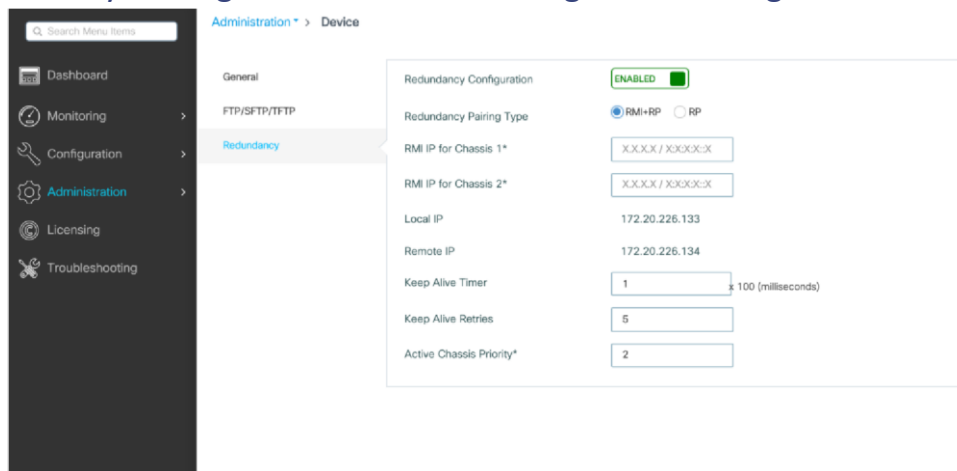 Administration > Device
Search Menu Items
Dashboard
Monitoring
Configuration
Administration
Licensing
Troubleshooting
General
FTP/SFTP/TFTP
Redundancy
Redundancy Configuration ENABLED
Redundancy Pairing Type RMI+RP RP
RMI IP for Chassis 1* X.X.X.X / X:X:X:X::X
RMI IP for Chassis 2* X.X.X.X / X:X:X:X::X
Local IP 172.20.226.133
Remote IP 172.20.226.134
Keep Alive Timer 1 x 100 (milliseconds)
Keep Alive Retries 5
Active Chassis Priority* 2